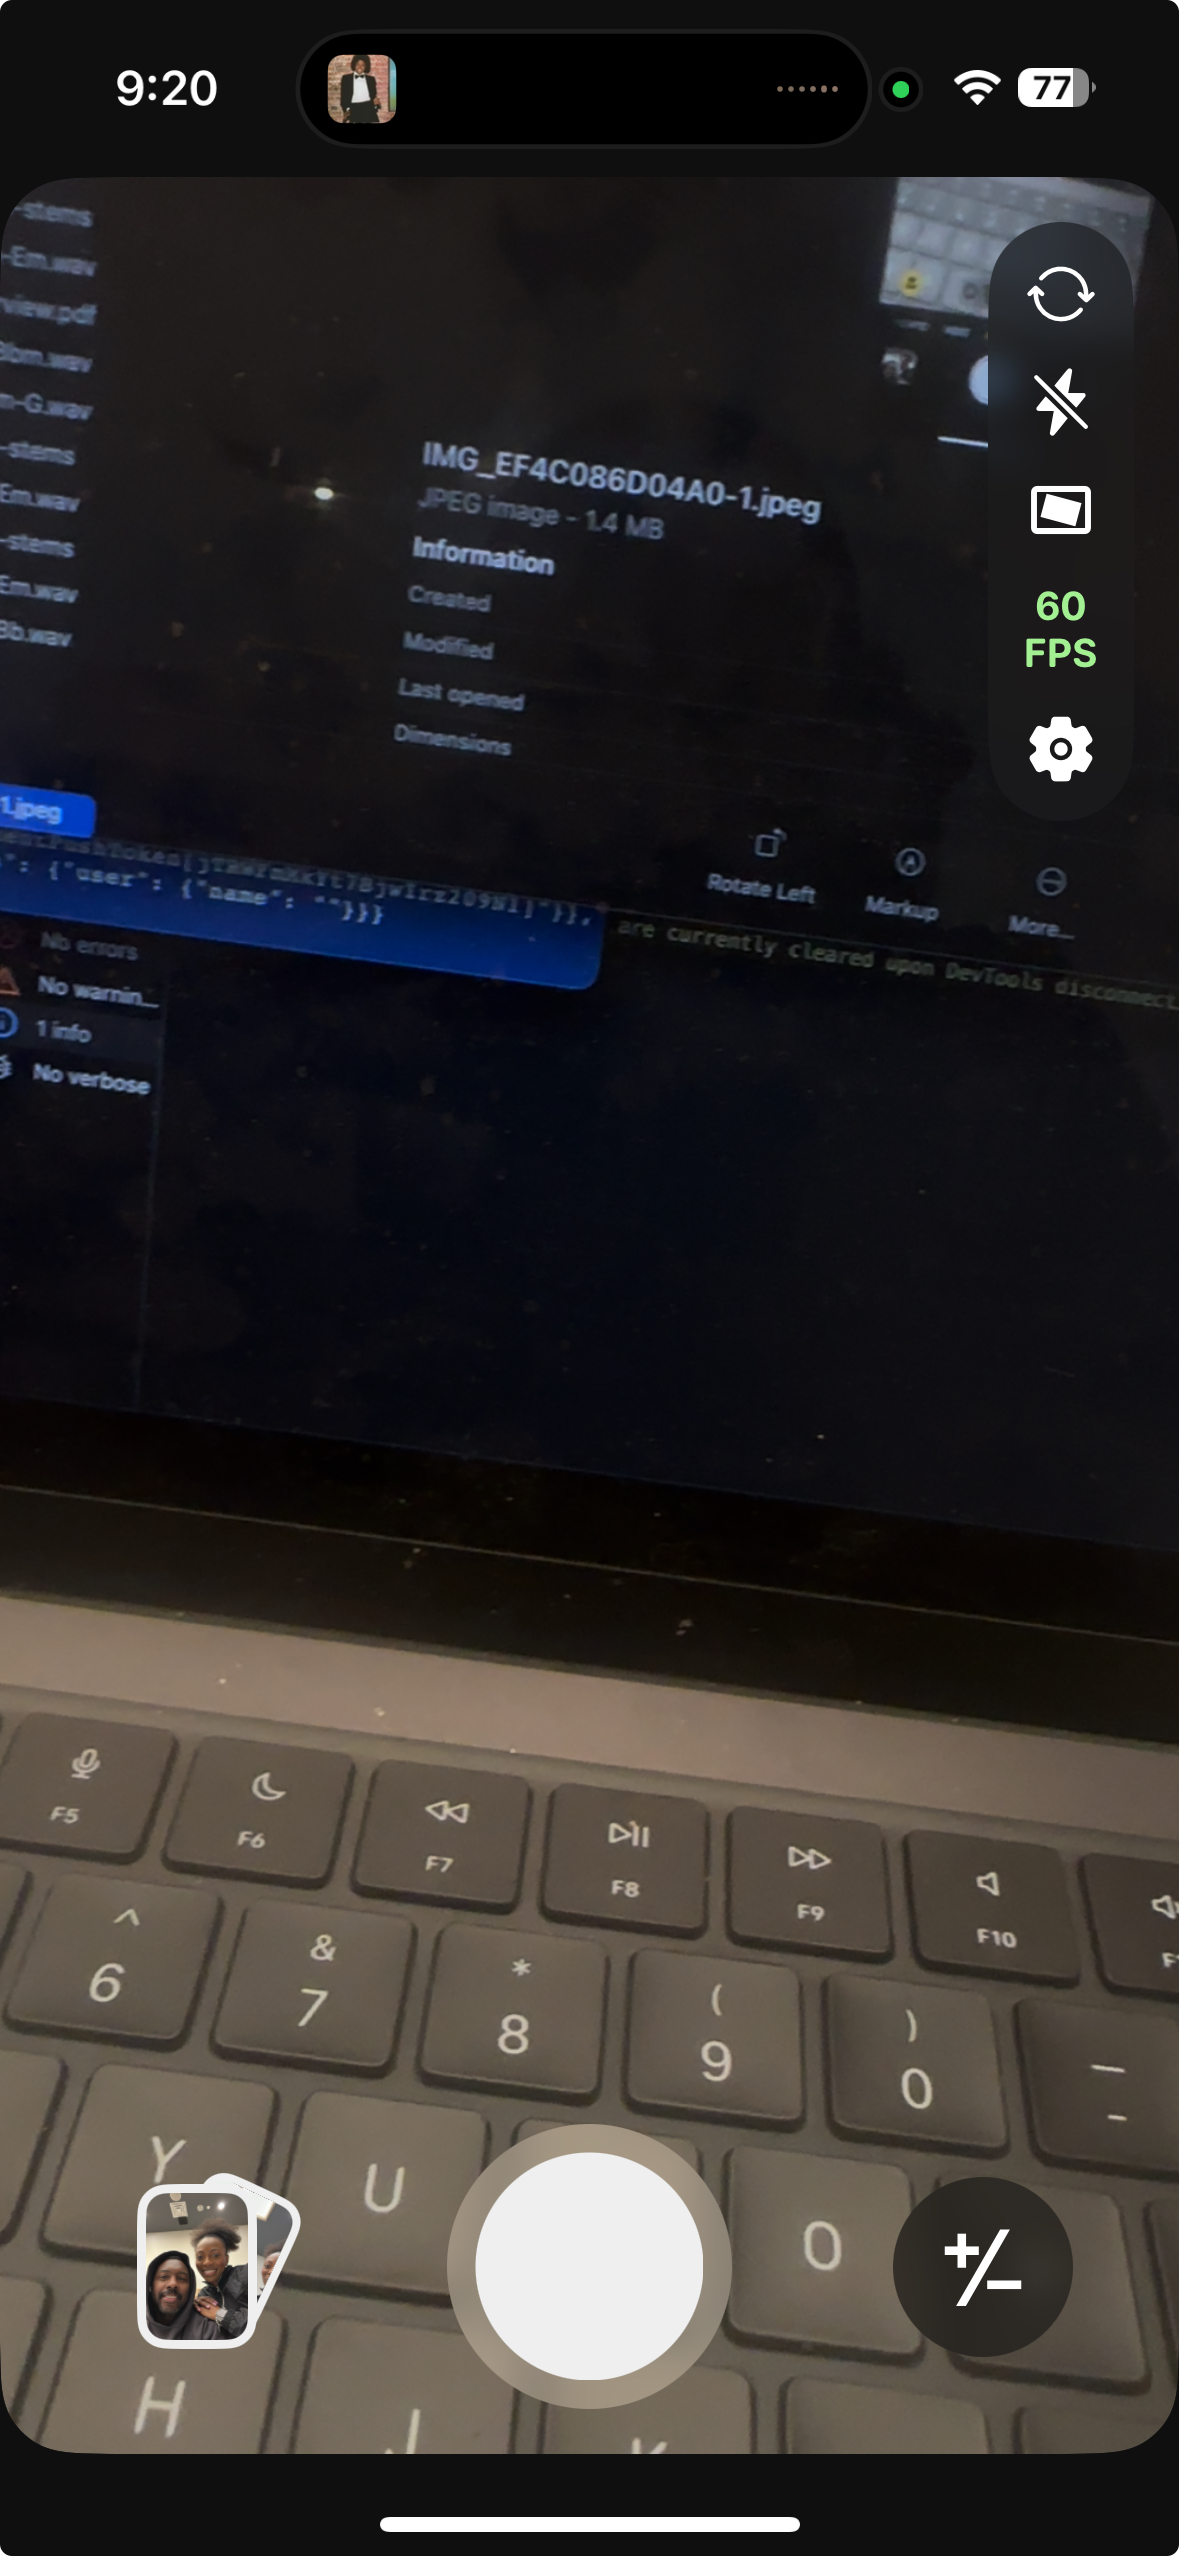 9:20
77
-stems
-Em.wav
view.pdf
3bm.wav
m-G.wav
-stems
Em.wav
-stems
Em.wav
Bb.wav
60
FPS
IMG_EF4C086D04A0-1.jpeg
JPEG image - 1.4 MB
Information
Created
Modified
Last opened
Dimensions
1.jpeg
": {"user": {"name": ""}}}
Rotate Left
Markup
More...
are currently cleared upon DevTools disconnect
No errors
No warnin...
1 info
No verbose
F5
F6
F7
F8
F9
F10
^
6
&
7
*
8
(
9
)
0
—
-
Y
U
O
+/-
H
J
K